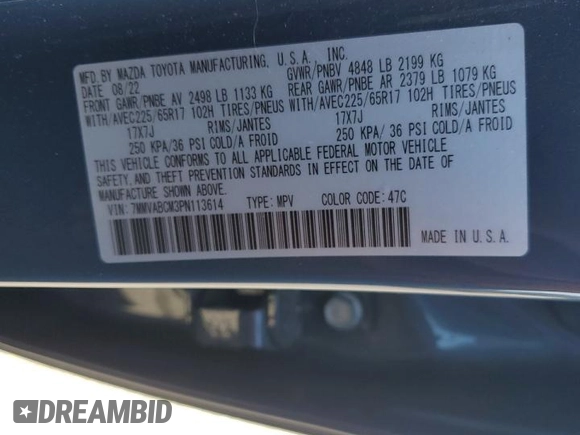 MFD. BY MAZDA TOYOTA MANUFACTURING, U.S.A. INC.
DATE 08/22 GVWR/PNBV 4848 LB 2199 KG
FRONT GAWR/PNBE AV 2498 LB 1133 KG REAR GAWR/PNBE AR 2379 LB 1079 KG
WITH/AVEC225/65R17 102H TIRES/PNEUS WITH/AVEC225/65R17 102H TIRES/PNEUS
17X7J RIMS/JANTES 17X7J RIMS/JANTES
250 KPA/36 PSI COLD/A FROID 250 KPA/ 36 PSI COLD/A FROID
THIS VEHICLE CONFORMS TO ALL APPLICABLE FEDERAL MOTOR VEHICLE
SAFETY, AND THEFT PREVENTION STANDARDS IN EFFECT ON THE DATE OF
MANUFACTURE SHOWN ABOVE.
VIN: 7MMVABCM3PN113614 TYPE: MPV COLOR CODE: 47C
MADE IN U.S.A.
DREAMBID